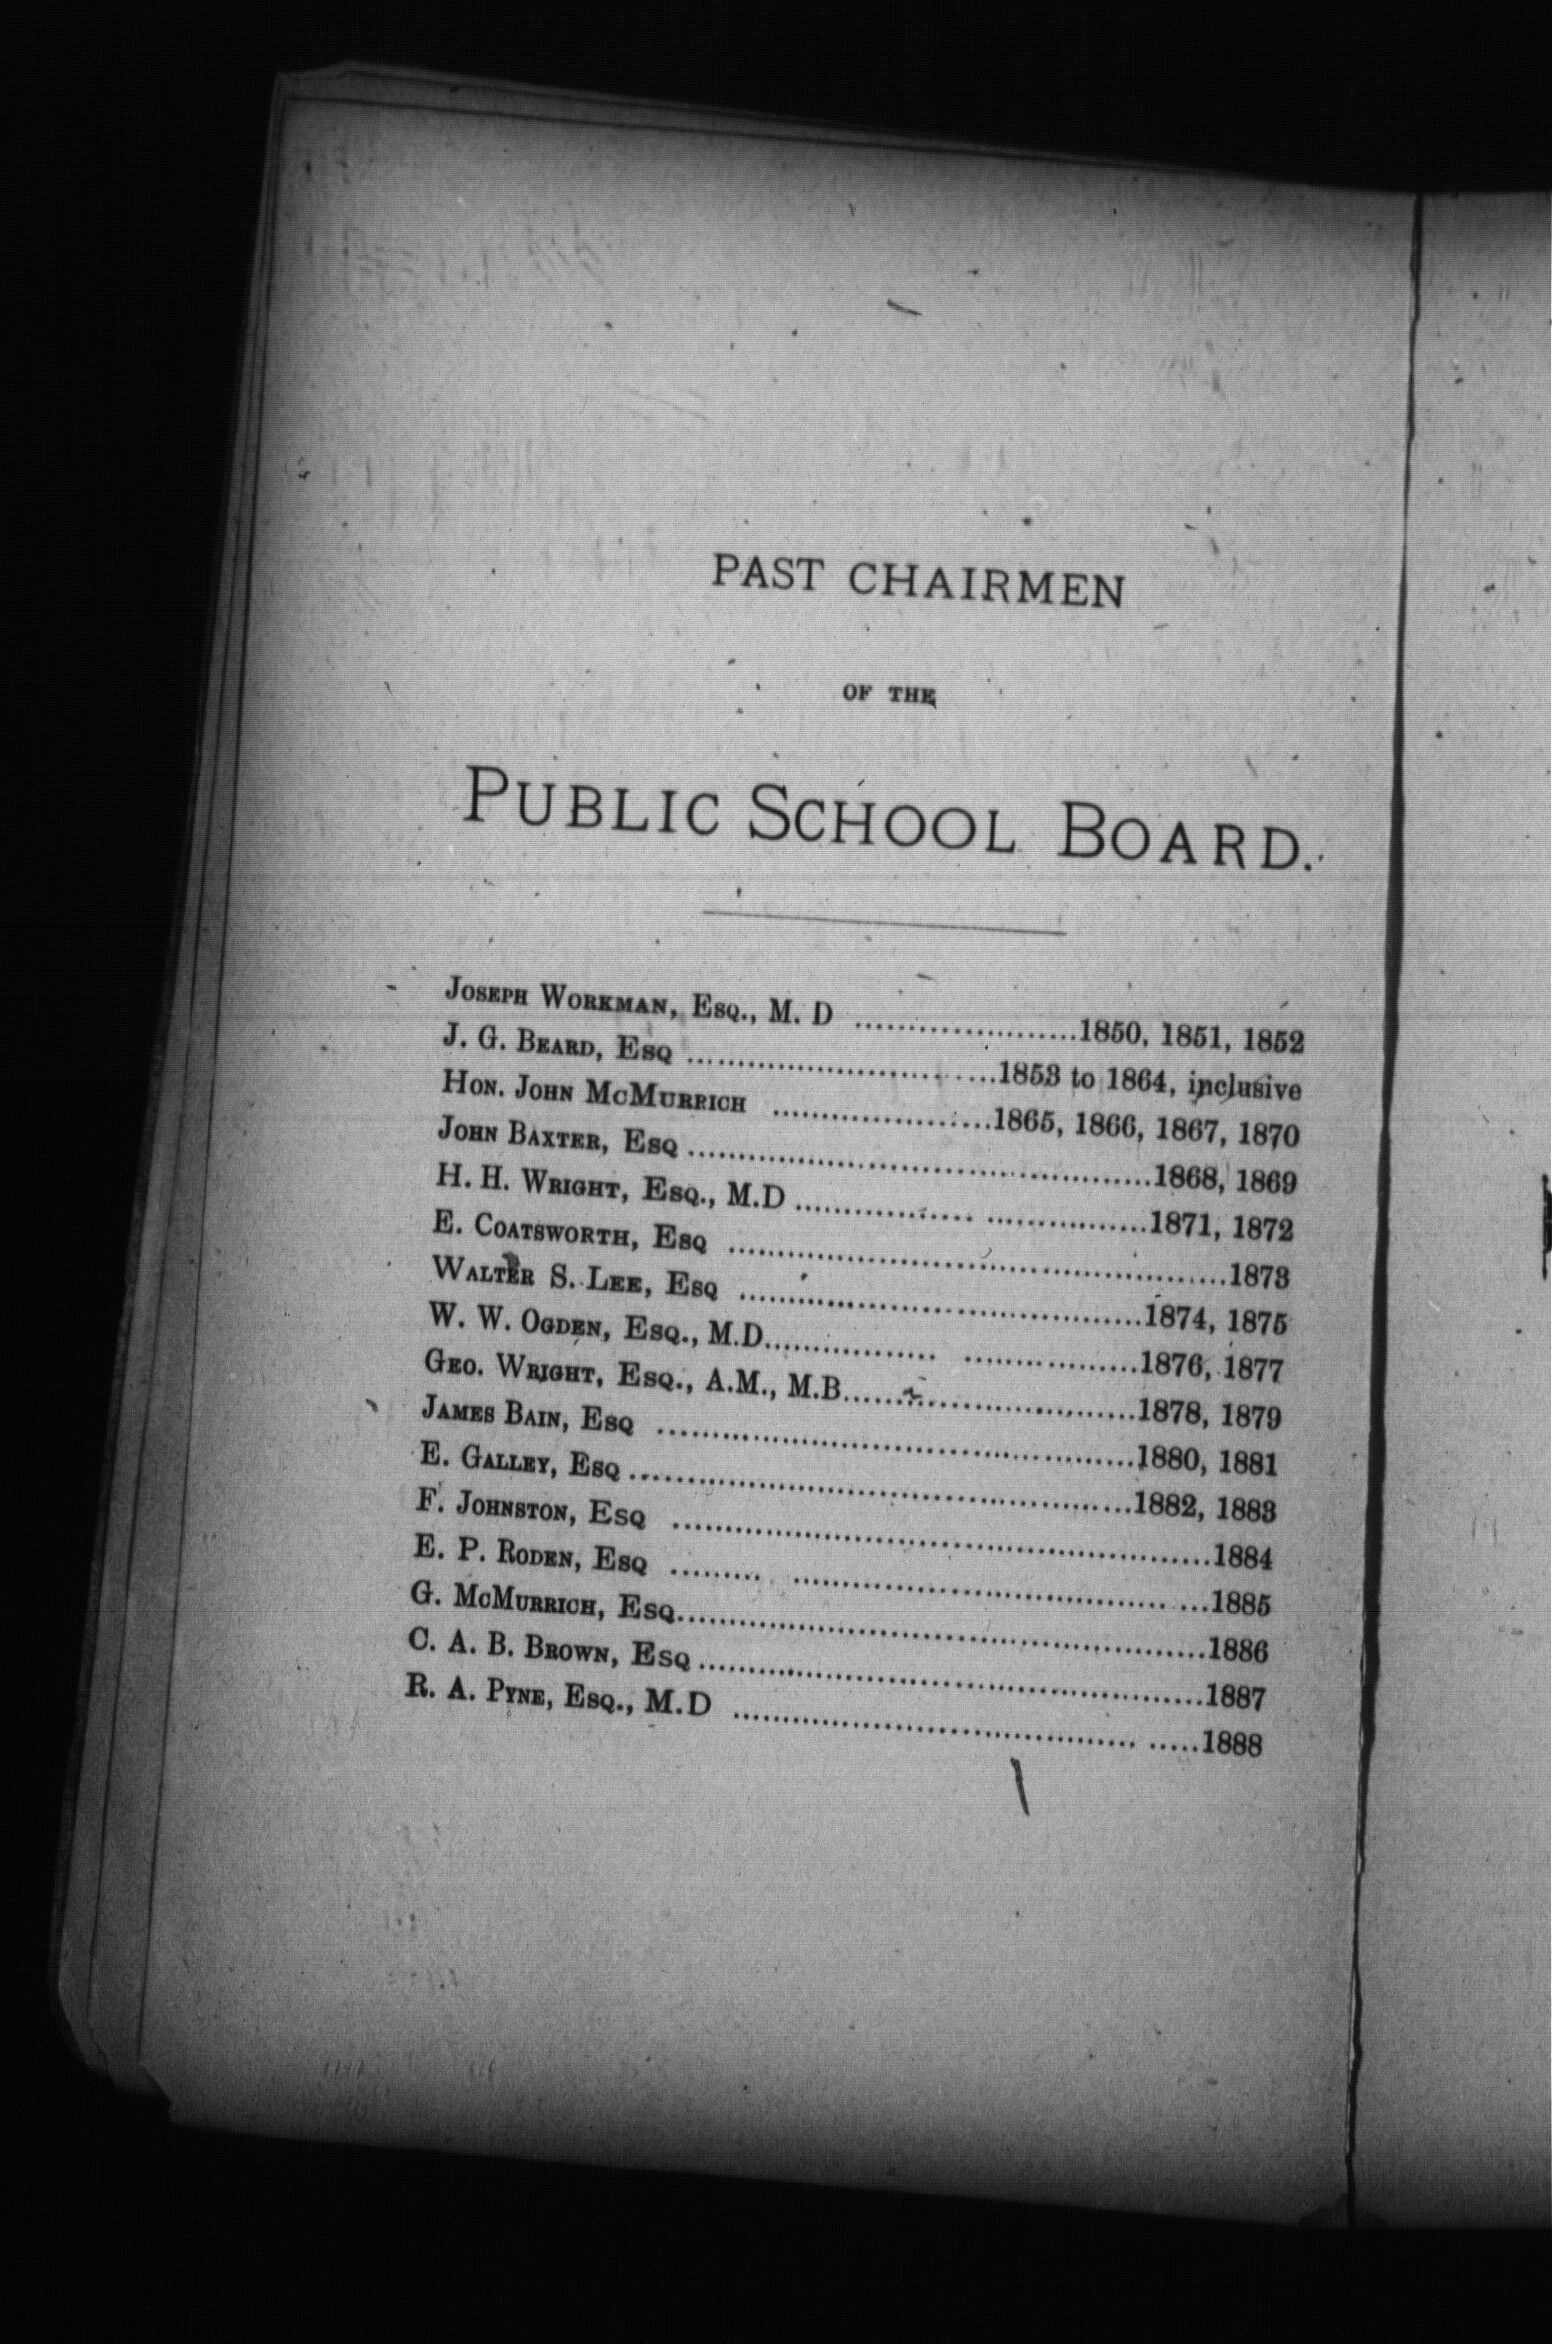 PAST CHAIRMEN
OF THE
PUBLIC SCHOOL BOARD.
JOSEPH WORKMAN, ESQ., M. D ......................1850, 1851, 1852
J. G. BEARD, ESQ ..............................1853 to 1864, inclusive
HON. JOHN MCMURRICH ......................1865, 1866, 1867, 1870
JOHN BAXTER, ESQ ..............................................1868, 1869
H. H. WRIGHT, ESQ., M.D .................. ................1871, 1872
E. COATSWORTH, ESQ ..................................................1873
WALTER S. LEE, ESQ ........................................1874, 1875
W. W. OGDEN, ESQ., M.D................. .................1876, 1877
GEO. WRIGHT, ESQ., A.M., M.B.............................1878, 1879
JAMES BAIN, ESQ ...............................................1880, 1881
E. GALLEY, ESQ ..................................................1882, 1883
F. JOHNSTON, ESQ ......................................................1884
E. P. RODEN, ESQ ......... ..................................... ...1885
G. MCMURRICH, ESQ.....................................................1886
C. A. B. BROWN, ESQ ..................................................1887
R. A. PYNE, ESQ., M.D ........................................ .....1888